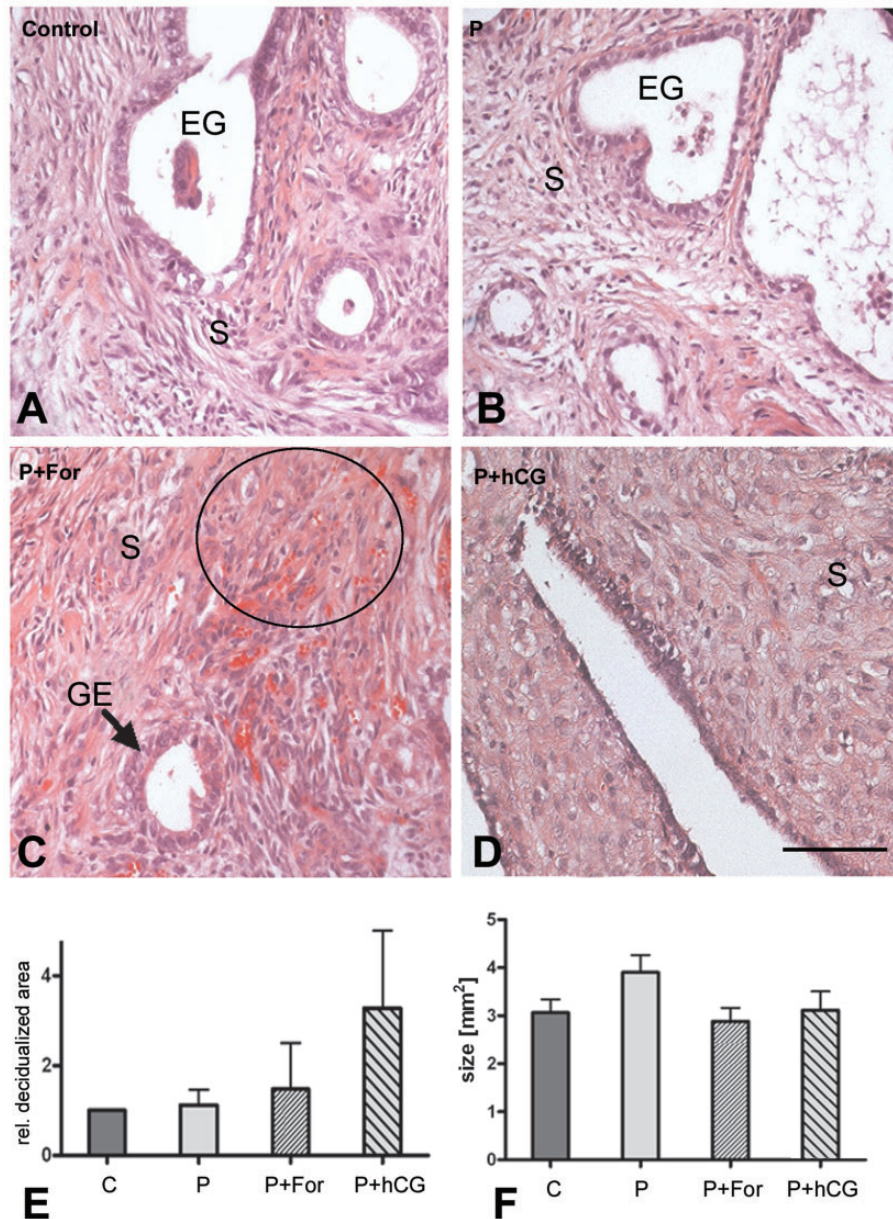 Control
EG
S
A
P
EG
S
B
P+For
S
GE
C
P+hCG
S
D
rel. decidualized area
4
2
0
C
P
P+For
P+hCG
E
size [mm²]
5
4
3
2
1
0
C
P
P+For
P+hCG
F